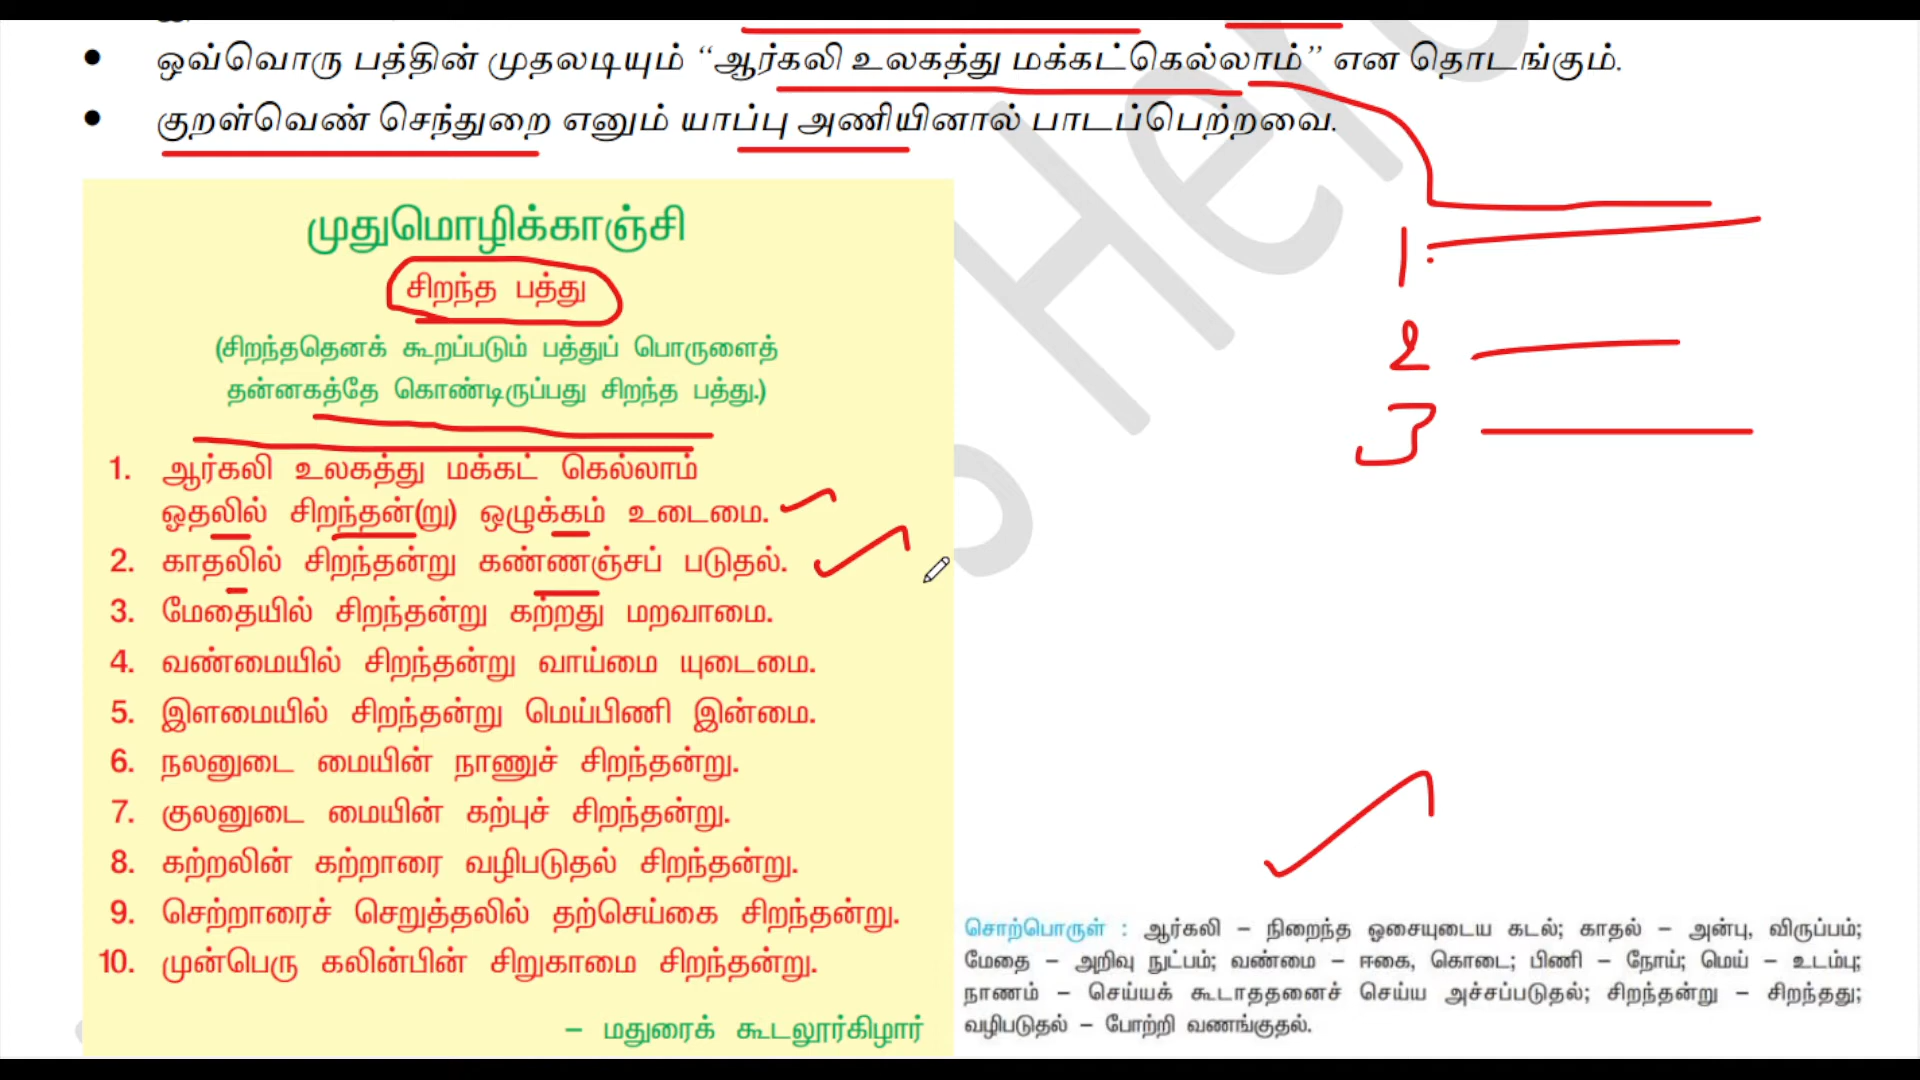 ஒவ்வொரு பத்தின் முதலடியும் “ஆர்கலி உலகத்து மக்கட்கெல்லாம்” என தொடங்கும்.
குறள்வெண் செந்துறை எனும் யாப்பு அணியினால் பாடப்பெற்றவை.
முதுமொழிக்காஞ்சி
சிறந்த பத்து
(சிறந்ததெனக் கூறப்படும் பத்துப் பொருளைத்
தன்னகத்தே கொண்டிருப்பது சிறந்த பத்து.)
1. ஆர்கலி உலகத்து மக்கட் கெல்லாம்
ஓதலில் சிறந்தன்(று) ஒழுக்கம் உடைமை.
2. காதலில் சிறந்தன்று கண்ணஞ்சப் படுதல்.
3. மேதையில் சிறந்தன்று கற்றது மறவாமை.
4. வண்மையில் சிறந்தன்று வாய்மை யுடைமை.
5. இளமையில் சிறந்தன்று மெய்பிணி இன்மை.
6. நலனுடை மையின் நாணுச் சிறந்தன்று.
7. குலனுடை மையின் கற்புச் சிறந்தன்று.
8. கற்றலின் கற்றாரை வழிபடுதல் சிறந்தன்று.
9. செற்றாரைச் செறுத்தலில் தற்செய்கை சிறந்தன்று.
10. முன்பெரு கலின்பின் சிறுகாமை சிறந்தன்று.
– மதுரைக் கூடலூர்கிழார்
1.
2
3
சொற்பொருள் : ஆர்கலி – நிறைந்த ஓசையுடைய கடல்; காதல் – அன்பு, விருப்பம்;
மேதை – அறிவு நுட்பம்; வண்மை – ஈகை, கொடை; பிணி – நோய்; மெய் – உடம்பு;
நாணம் – செய்யக் கூடாததனைச் செய்ய அச்சப்படுதல்; சிறந்தன்று – சிறந்தது;
வழிபடுதல் – போற்றி வணங்குதல்.